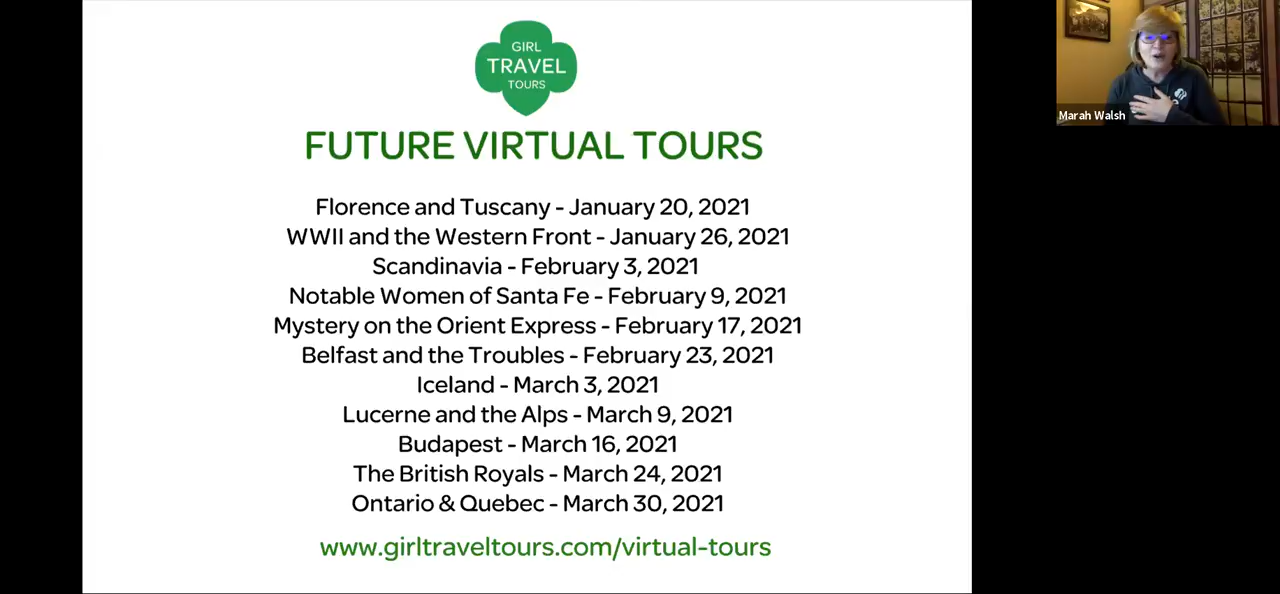 GIRL
TRAVEL
TOURS
FUTURE VIRTUAL TOURS
Florence and Tuscany - January 20, 2021
WWII and the Western Front - January 26, 2021
Scandinavia - February 3, 2021
Notable Women of Santa Fe - February 9, 2021
Mystery on the Orient Express - February 17, 2021
Belfast and the Troubles - February 23, 2021
Iceland - March 3, 2021
Lucerne and the Alps - March 9, 2021
Budapest - March 16, 2021
The British Royals - March 24, 2021
Ontario & Quebec - March 30, 2021
www.girltraveltours.com/virtual-tours
Marah Walsh